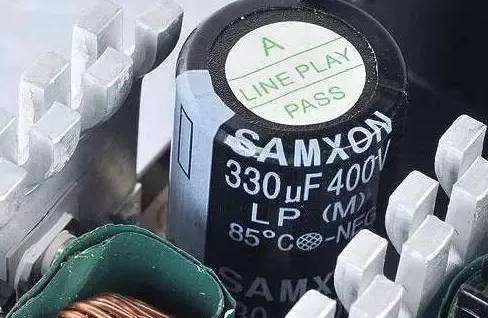 A
LINE PLAY
PASS
SAMXON
330µF 400V
LP (M)
85°C -NEG
SAMXON